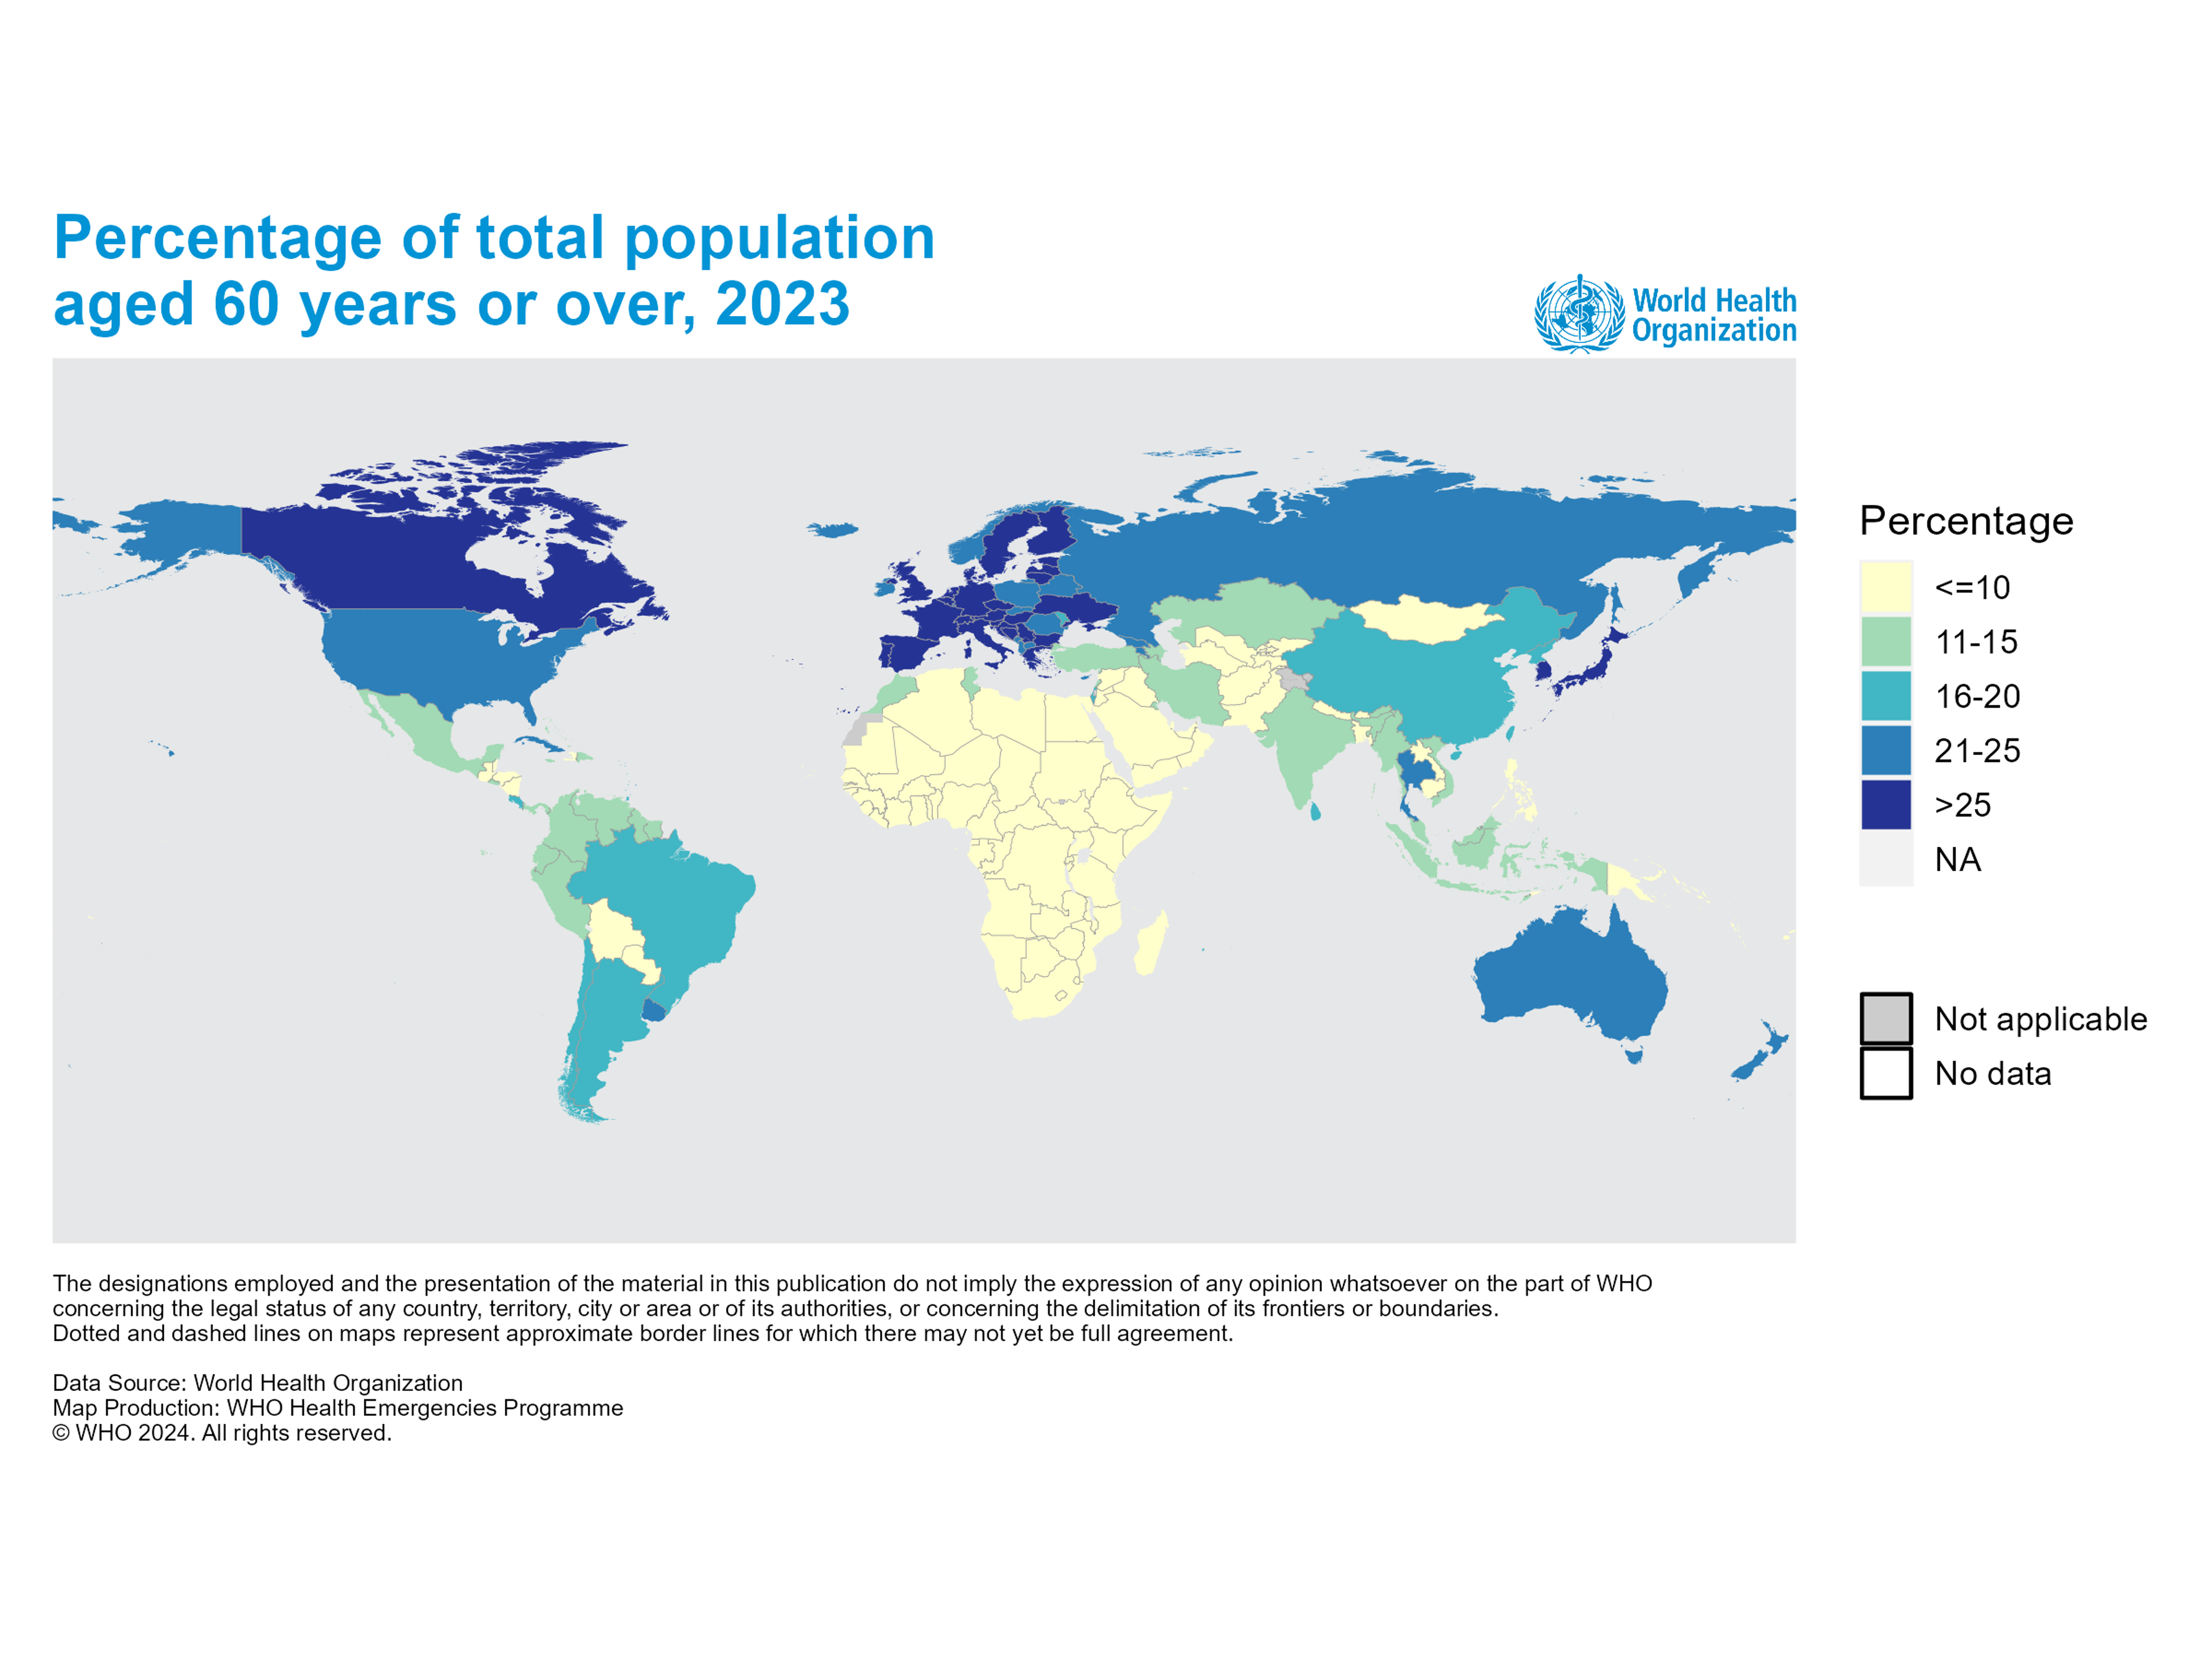 Percentage of total population
aged 60 years or over, 2023
World Health
Organization
Percentage
<=10
11-15
16-20
21-25
>25
NA
Not applicable
No data
The designations employed and the presentation of the material in this publication do not imply the expression of any opinion whatsoever on the part of WHO
concerning the legal status of any country, territory, city or area or of its authorities, or concerning the delimitation of its frontiers or boundaries.
Dotted and dashed lines on maps represent approximate border lines for which there may not yet be full agreement.
Data Source: World Health Organization
Map Production: WHO Health Emergencies Programme
© WHO 2024. All rights reserved.